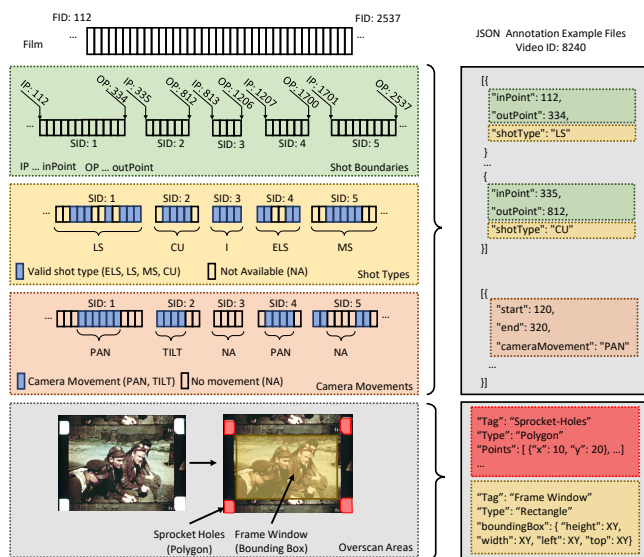 FID: 112
FID: 2537
Film
...
...
IP: 112
OP: 334
IP: 335
OP: 812
IP: 813
OP: 1206
IP: 1207
OP: 1700
IP: 1701
OP: 2537
...
...
SID: 1
SID: 2
SID: 3
SID: 4
SID: 5
IP ... inPoint OP ... outPoint
Shot Boundaries
SID: 1
SID: 2
SID: 3
SID: 4
SID: 5
...
...
LS
CU
I
ELS
MS
Valid shot type (ELS, LS, MS, CU)
Not Available (NA)
Shot Types
SID: 1
SID: 2
SID: 3
SID: 4
SID: 5
...
...
PAN
TILT
NA
PAN
NA
Camera Movement (PAN, TILT)
No movement (NA)
Camera Movements
Sprocket Holes
(Polygon)
Frame Window
(Bounding Box)
Overscan Areas
JSON Annotation Example Files
Video ID: 8240
[{
"inPoint": 112,
"outPoint": 334,
"shotType": "LS"
}
...
{
"inPoint": 335,
"outPoint": 812,
"shotType": "CU"
}]
[{
"start": 120,
"end": 320,
"cameraMovement": "PAN"
...
}]
“Tag": “Sprocket-Holes”
“Type": “Polygon”
“Points": [ {“x": 10, “y": 20}, …]
...
“Tag": “Frame Window”
“Type": “Rectangle”
"boundingBox": { "height": XY,
"width": XY, "left": XY, "top": XY}